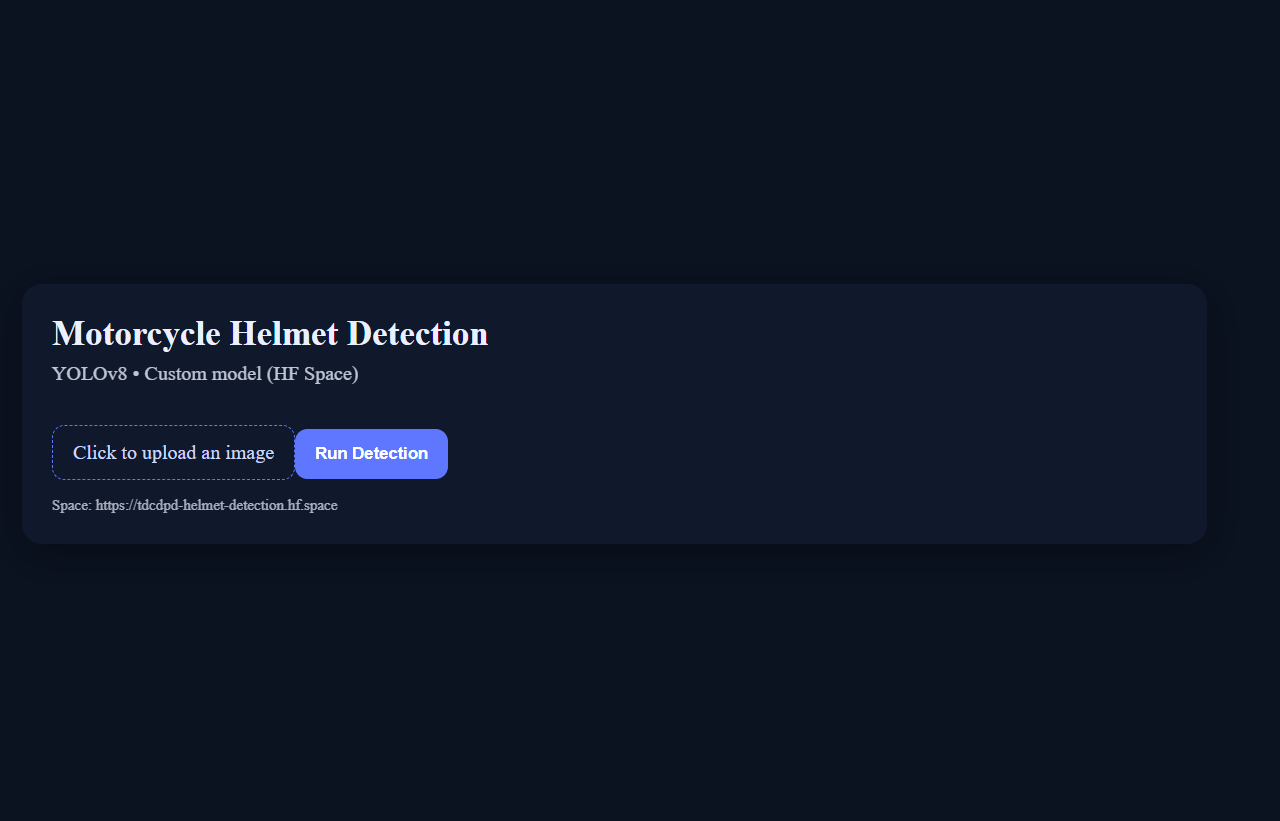 Motorcycle Helmet Detection
YOLOv8 • Custom model (HF Space)
Click to upload an image
Run Detection
Space: https://tdcdpd-helmet-detection.hf.space